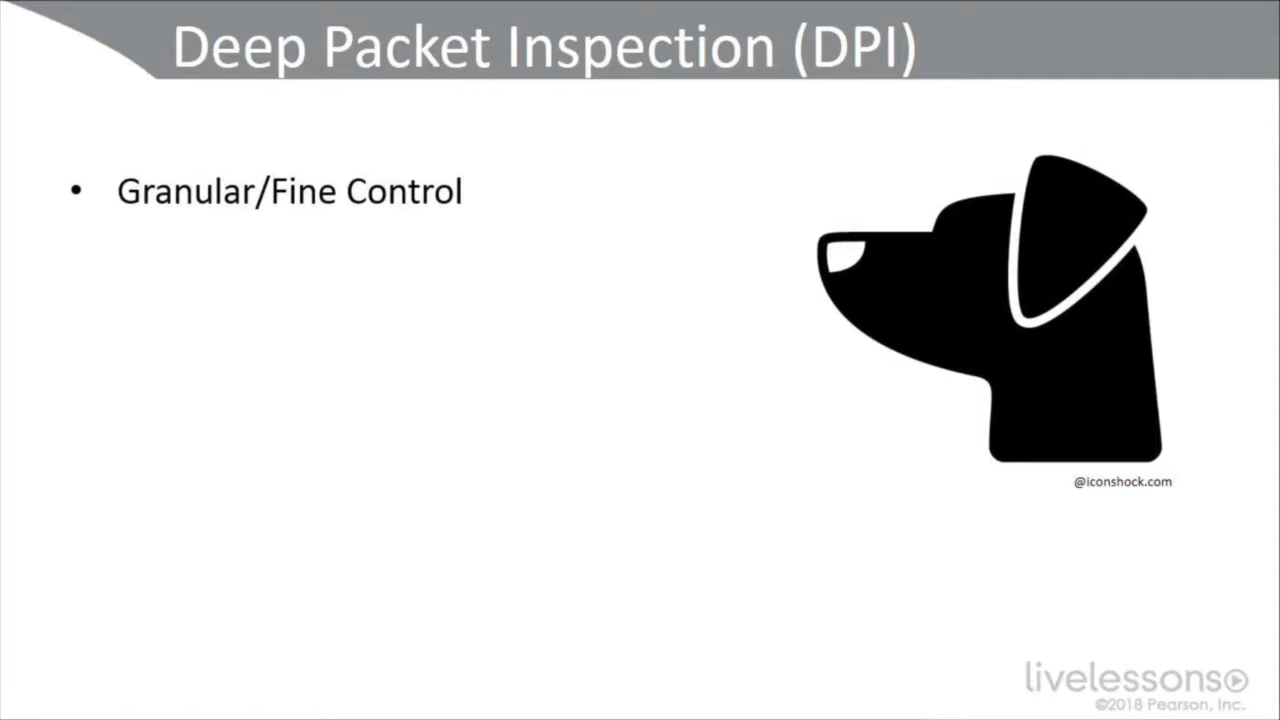 Deep Packet Inspection (DPI)
• Granular/Fine Control
@iconshock.com
livelessons
©2018 Pearson, Inc.